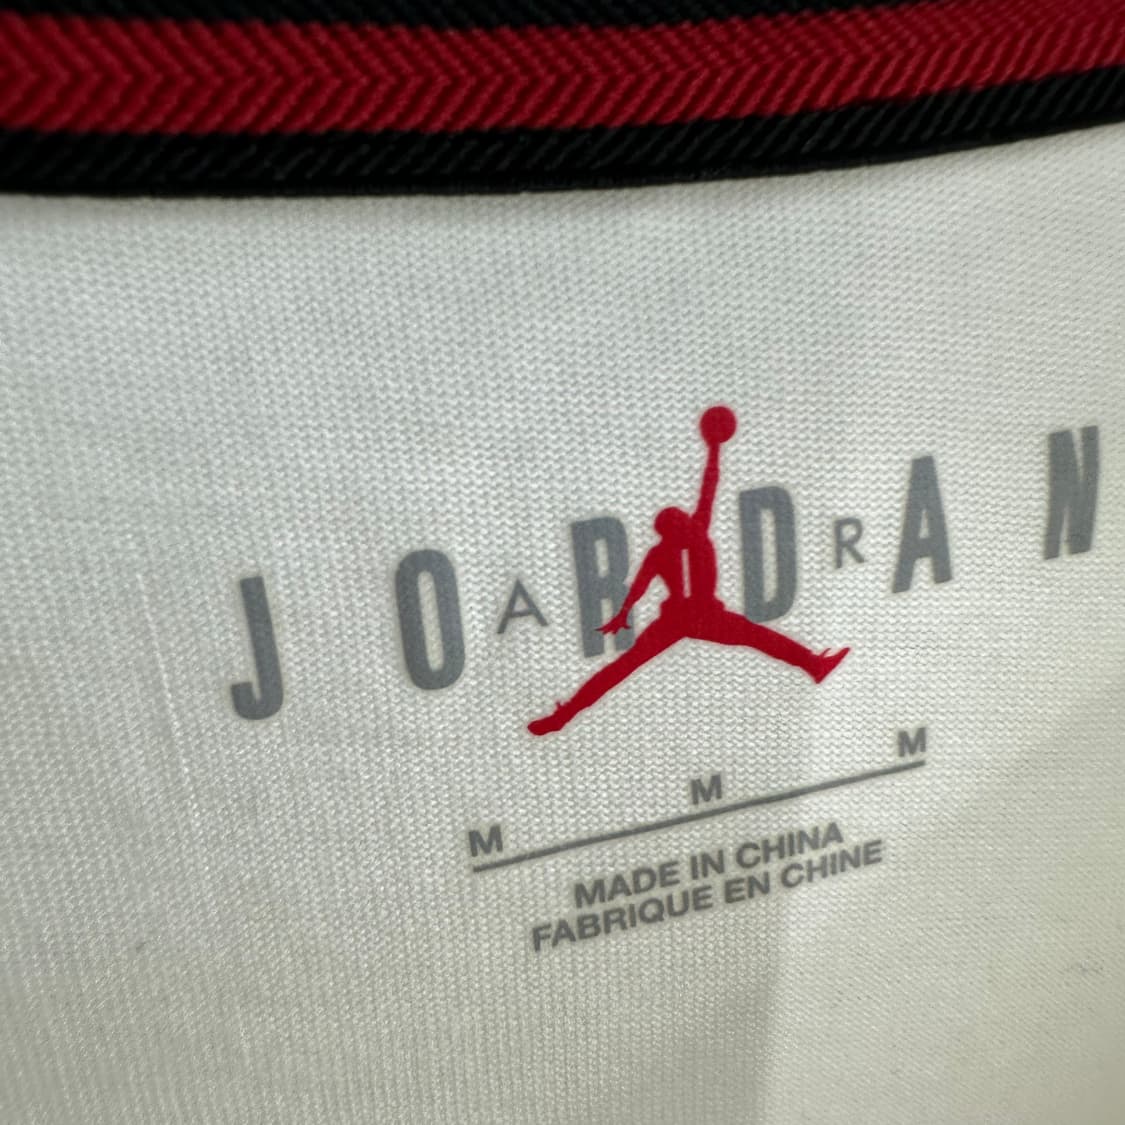 JORDAN
AIR
M M M
MADE IN CHINA
FABRIQUE EN CHINE